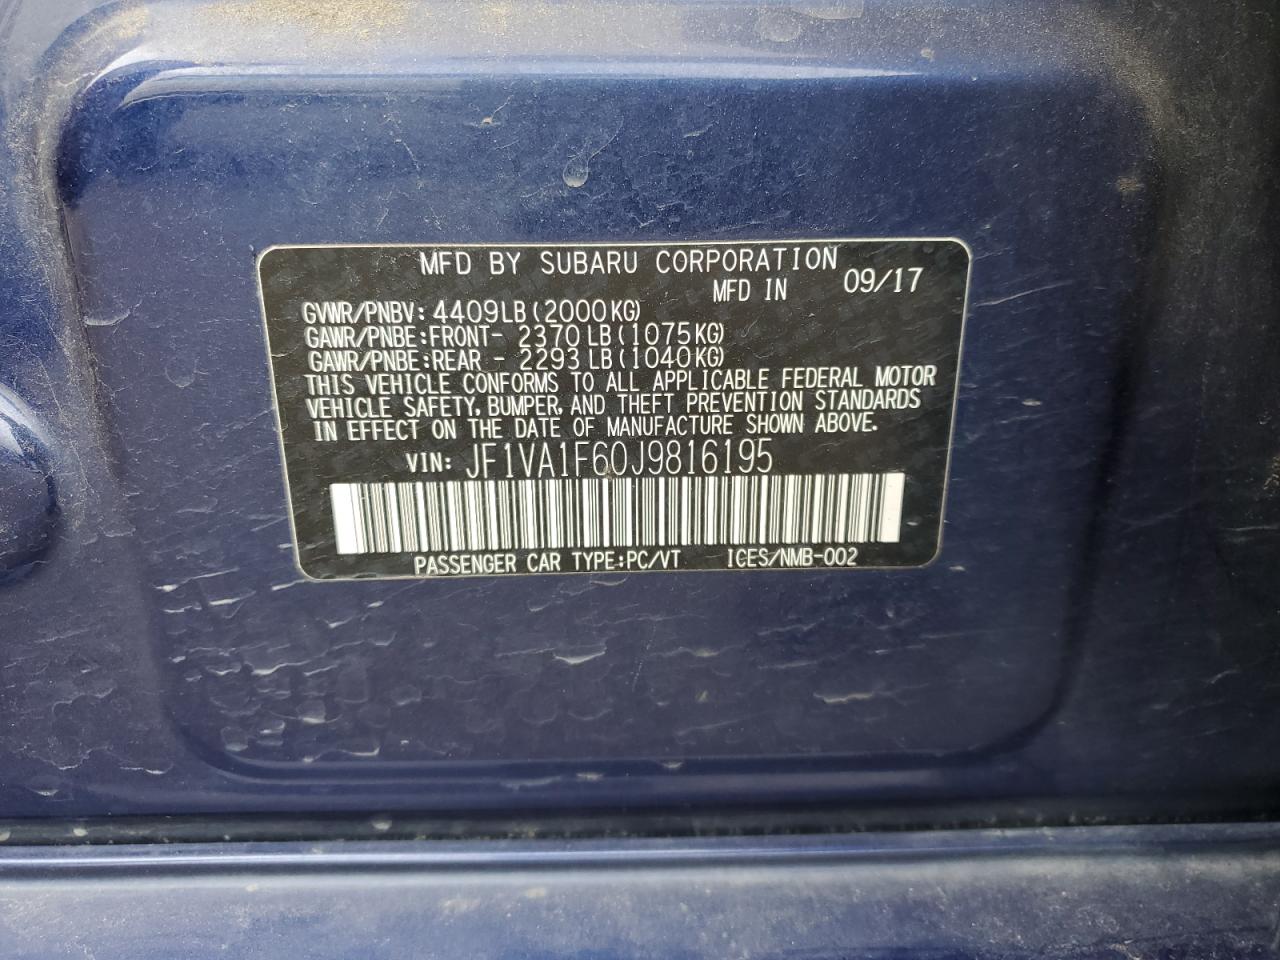 MFD BY SUBARU CORPORATION
MFD IN 09/17
GVWR/PNBV: 4409LB(2000KG)
GAWR/PNBE:FRONT- 2370LB(1075KG)
GAWR/PNBE:REAR - 2293LB(1040KG)
THIS VEHICLE CONFORMS TO ALL APPLICABLE FEDERAL MOTOR
VEHICLE SAFETY, BUMPER, AND THEFT PREVENTION STANDARDS
IN EFFECT ON THE DATE OF MANUFACTURE SHOWN ABOVE.
VIN: JF1VA1F60J9816195
PASSENGER CAR TYPE:PC/VT ICES/NMB-002